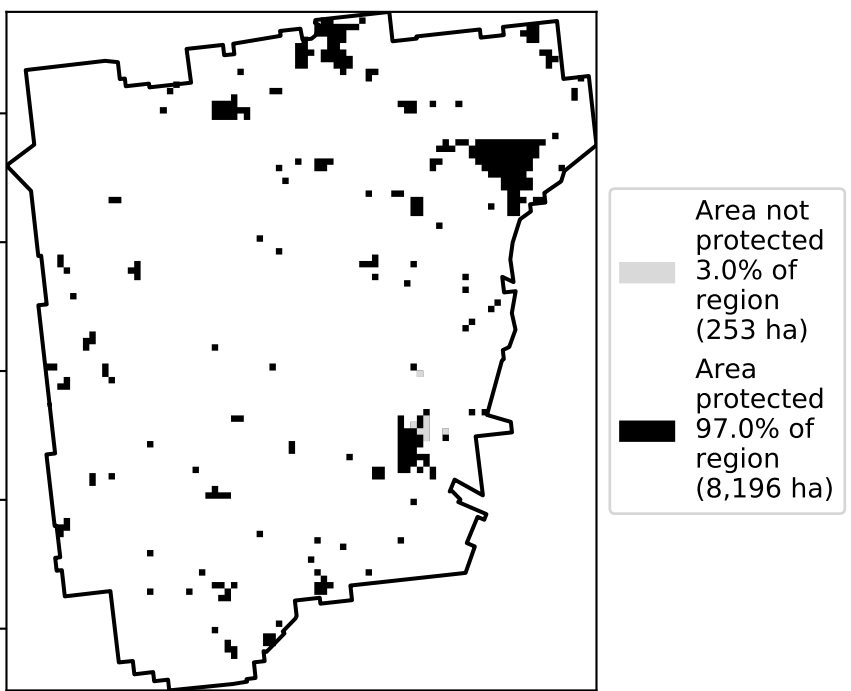 Area not
protected
3.0% of
region
(253 ha)
Area
protected
97.0% of
region
(8,196 ha)